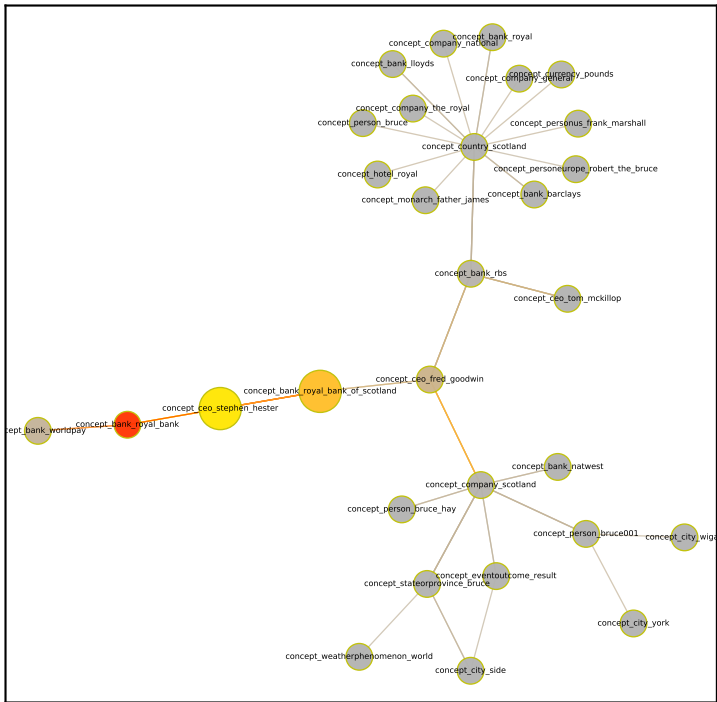 concept_bank_royal
concept_company_national
concept_bank_lloyds
concept_company_general
concept_currency_pounds
concept_company_the_royal
concept_person_bruce
concept_personus_frank_marshall
concept_country_scotland
concept_personeurope_robert_the_bruce
concept_hotel_royal
concept_bank_barclays
concept_monarch_father_james
concept_bank_rbs
concept_ceo_tom_mckillop
concept_ceo_fred_goodwin
concept_bank_royal_bank_of_scotland
concept_ceo_stephen_hester
concept_bank_royal_bank
cept_bank_worldpay
concept_bank_natwest
concept_company_scotland
concept_person_bruce_hay
concept_person_bruce001
concept_city_wiga
concept_eventoutcome_result
concept_stateorprovince_bruce
concept_city_york
concept_weatherphenomenon_world
concept_city_side